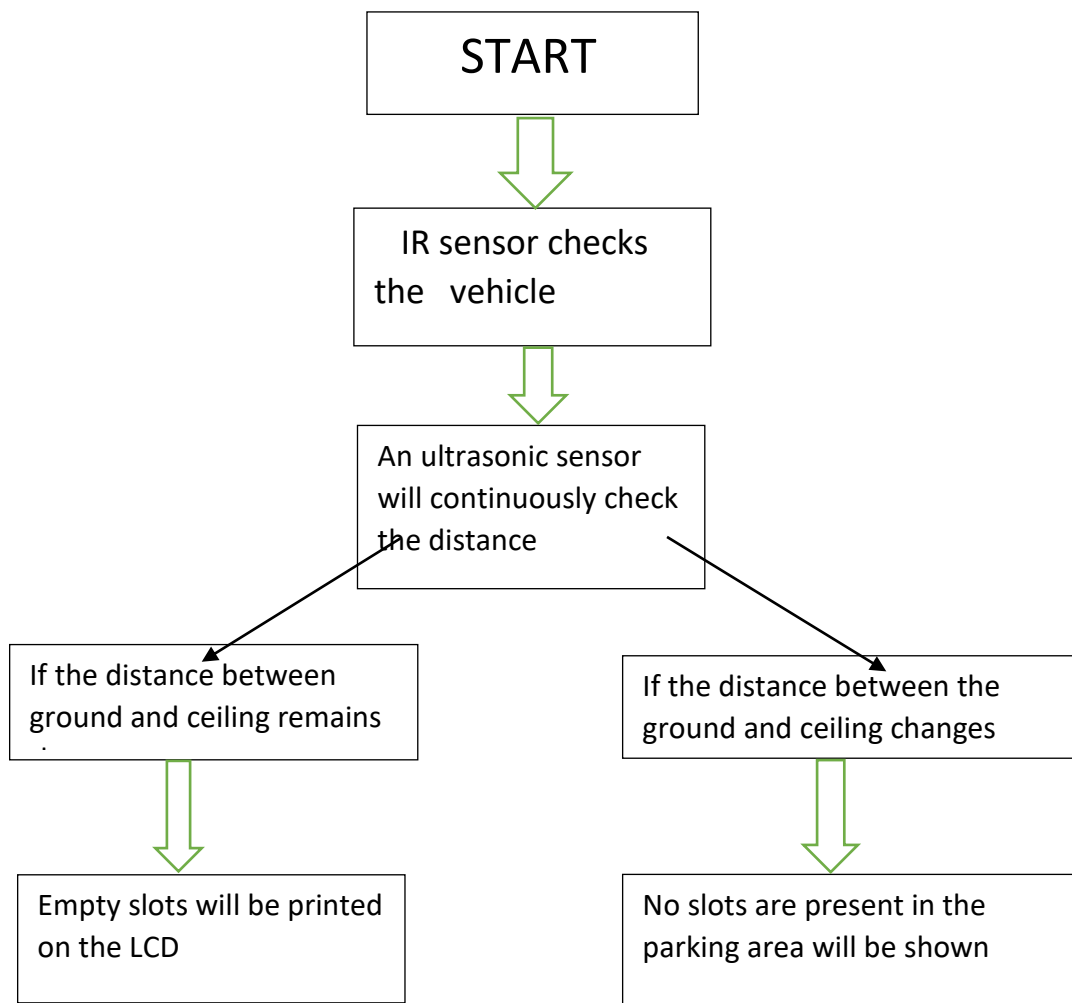 START
IR sensor checks
the vehicle
An ultrasonic sensor
will continuously check
the distance
If the distance between
ground and ceiling remains
If the distance between the
ground and ceiling changes
Empty slots will be printed
on the LCD
No slots are present in the
parking area will be shown